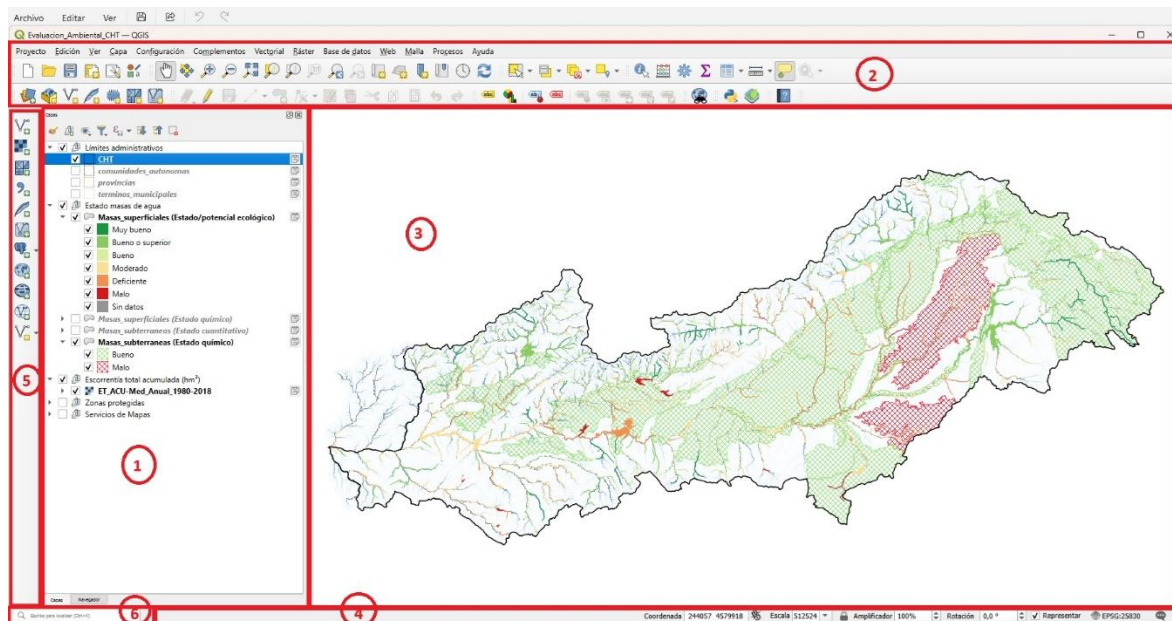 Archivo Editar Ver
Evaluacion_Ambiental_CHT — QGIS
Proyecto Edición Ver Capa Configuración Complementos Vectorial Ráster Base de datos Web Malla Procesos Ayuda
2
Capas
Límites administrativos
CHT
comunidades_autonomas
provincias
terminos_municipales
Estado masas de agua
Masas_superficiales (Estado/potencial ecológico)
Muy bueno
Bueno o superior
Bueno
Moderado
Deficiente
Malo
Sin datos
Masas_superficiales (Estado químico)
Masas_subterraneas (Estado cuantitativo)
Masas_subterraneas (Estado químico)
Bueno
Malo
Escorrentía total acumulada (hm³)
ET_ACU-Med_Anual_1980-2018
Zonas protegidas
Servicios de Mapas
5
1
3
Capas Navegador
6
4
Coordenada 244057 4579918 Escala 512524 Amplificador 100% Rotación 0,0 ° Representar EPSG:25830